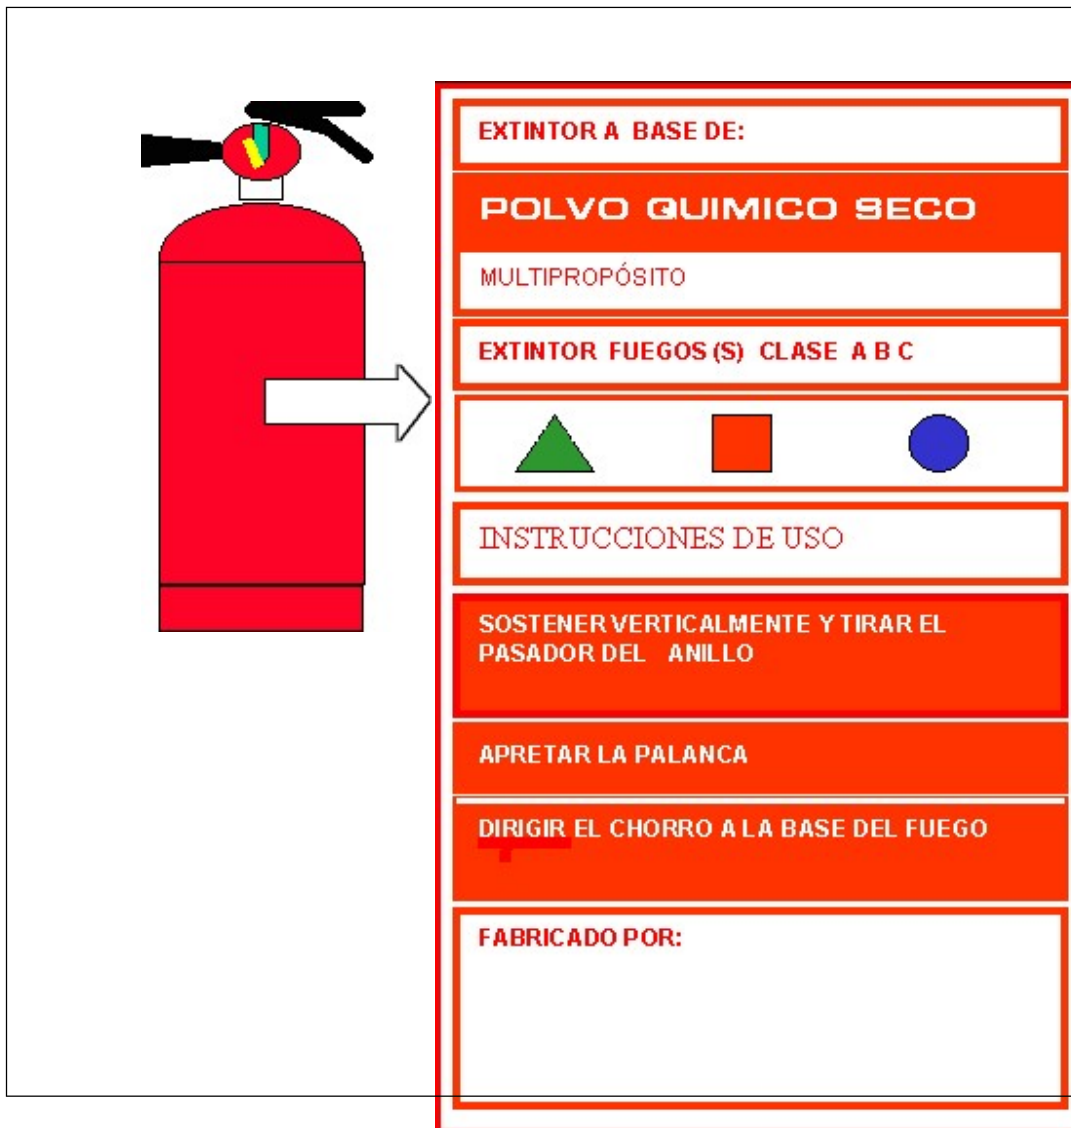 EXTINTOR A BASE DE:
POLVO QUIMICO SECO
MULTIPROPÓSITO
EXTINTOR FUEGOS (S) CLASE A B C
INSTRUCCIONES DE USO
SOSTENER VERTICALMENTE Y TIRAR EL
PASADOR DEL ANILLO
APRETAR LA PALANCA
DIRIGIR EL CHORRO A LA BASE DEL FUEGO
FABRICADO POR: